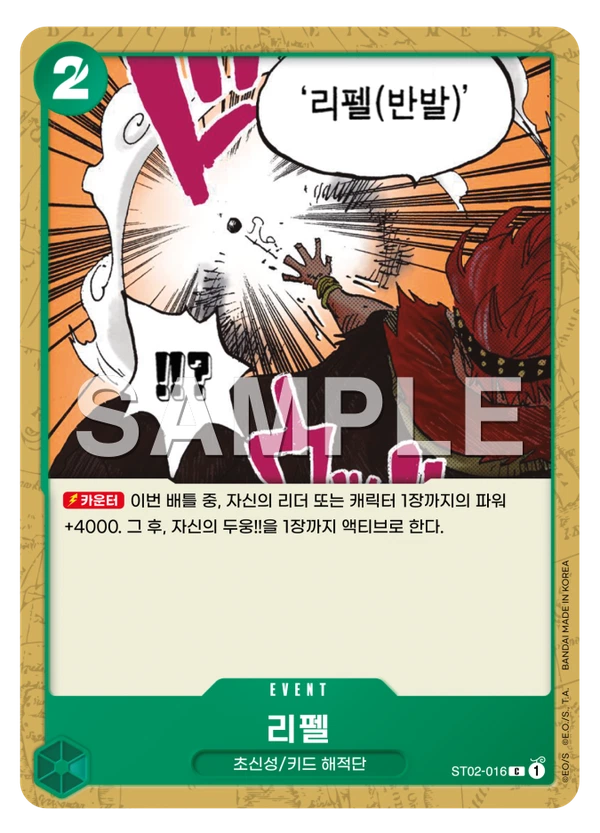 2
'리펠(반발)'
!!?
SAMPLE
카운터 이번 배틀 중, 자신의 리더 또는 캐릭터 1장까지의 파워
+4000. 그 후, 자신의 두웅!!을 1장까지 액티브로 한다.
EVENT
리펠
초신성/키드 해적단
ST02-016 C 1
©E.O/S ©E.O./S., T.A. BANDAI MADE IN KOREA